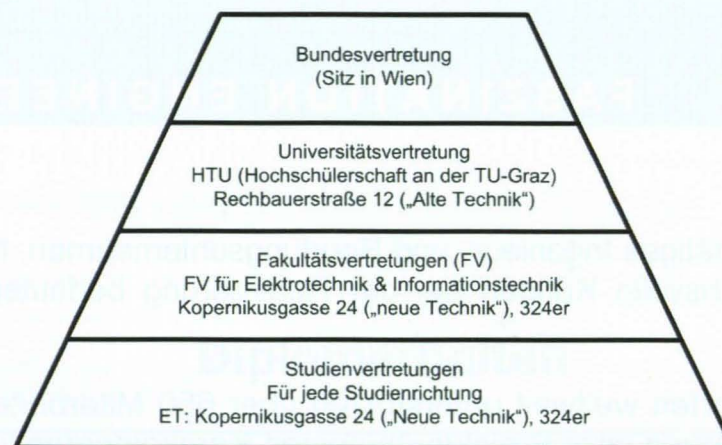 Bundesvertretung
(Sitz in Wien)
Universitätsvertretung
HTU (Hochschülerschaft an der TU-Graz)
Rechbauerstraße 12 („Alte Technik“)
Fakultätsvertretungen (FV)
FV für Elektrotechnik & Informationstechnik
Kopernikusgasse 24 („neue Technik“), 324er
Studienvertretungen
Für jede Studienrichtung
ET: Kopernikusgasse 24 („Neue Technik“), 324er